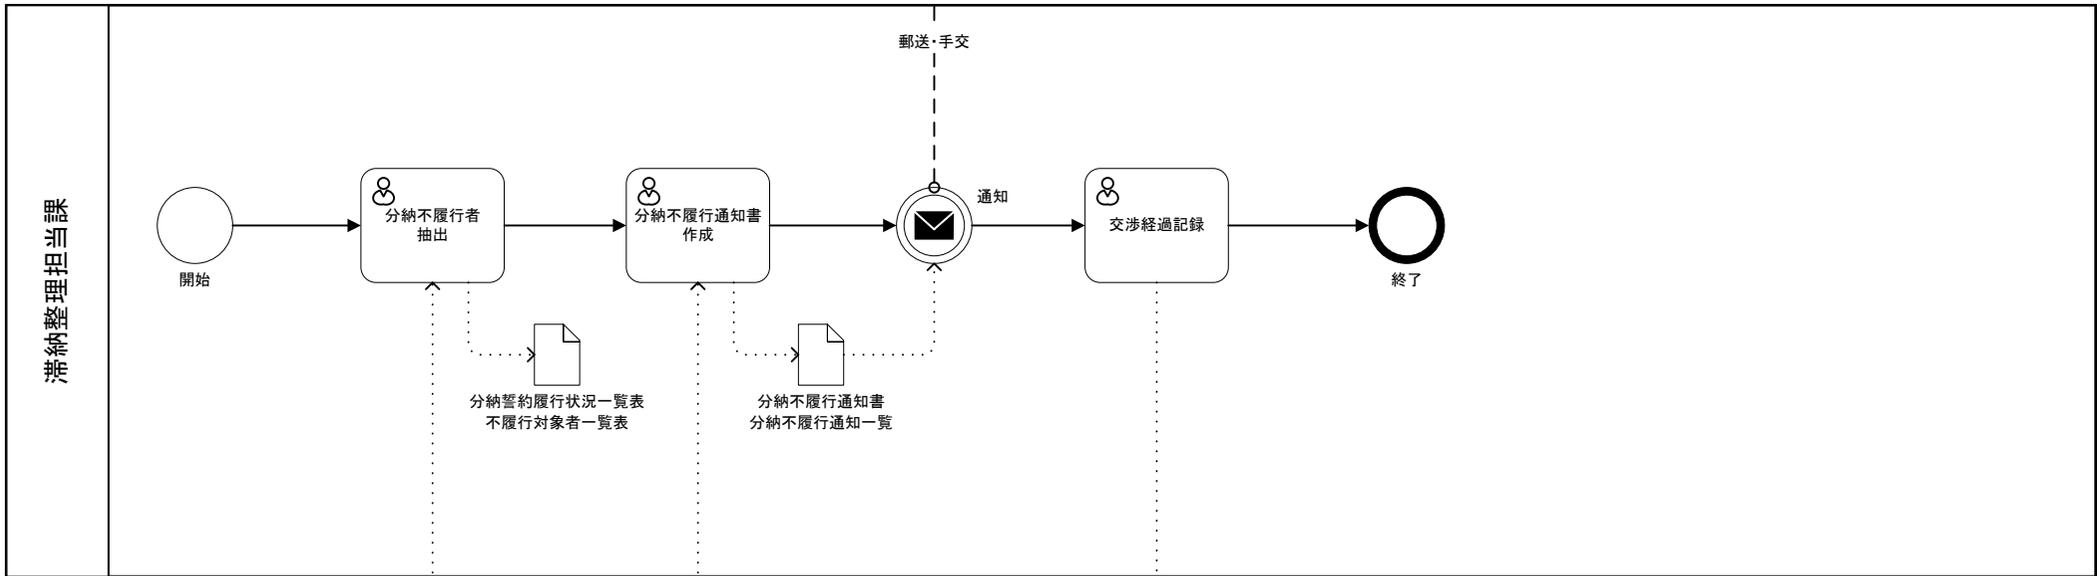 滞納整理担当課
郵送・手交
開始
分納不履行者
抽出
分納不履行通知書
作成
通知
交渉経過記録
終了
分納誓約履行状況一覧表
不履行対象者一覧表
分納不履行通知書
分納不履行通知一覧